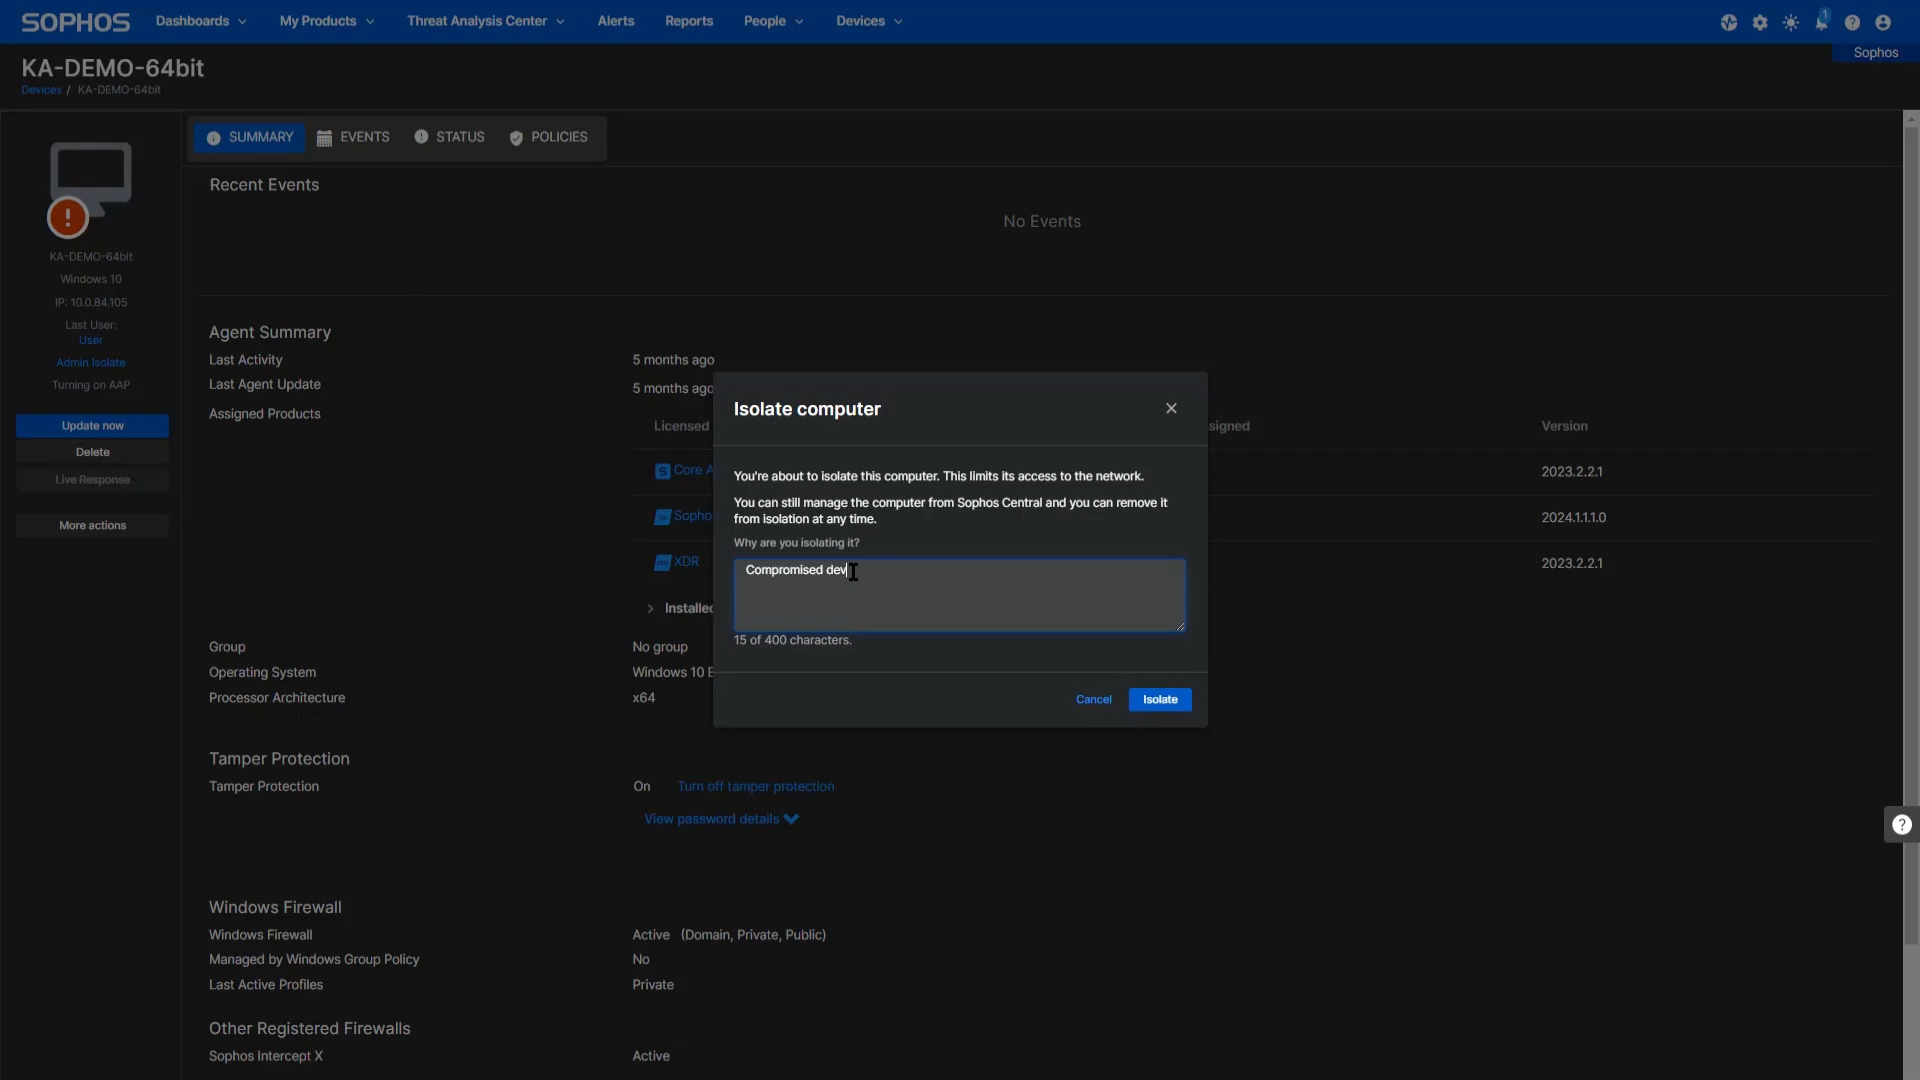 SOPHOS
Dashboards
My Products
Threat Analysis Center
Alerts
Reports
People
Devices
1
Sophos
KA-DEMO-64bit
Devices / KA-DEMO-64bit
SUMMARY
EVENTS
STATUS
POLICIES
KA-DEMO-64bit
Windows 10
IP: 10.0.84.105
Last User:
User
Admin Isolate
Turning on AAP
Update now
Delete
Live Response
More actions
Recent Events
No Events
Agent Summary
Last Activity 5 months ago
Last Agent Update 5 months ago
Assigned Products
Licensed signed Version
Core A 2023.2.2.1
Sopho 2024.1.1.1.0
XDR 2023.2.2.1
Installed
Group No group
Operating System Windows 10 E
Processor Architecture x64
Isolate computer
You're about to isolate this computer. This limits its access to the network.
You can still manage the computer from Sophos Central and you can remove it
from isolation at any time.
Why are you isolating it?
Compromised dev
15 of 400 characters.
Cancel
Isolate
Tamper Protection
Tamper Protection On Turn off tamper protection
View password details
Windows Firewall
Windows Firewall Active (Domain, Private, Public)
Managed by Windows Group Policy No
Last Active Profiles Private
Other Registered Firewalls
Sophos Intercept X Active